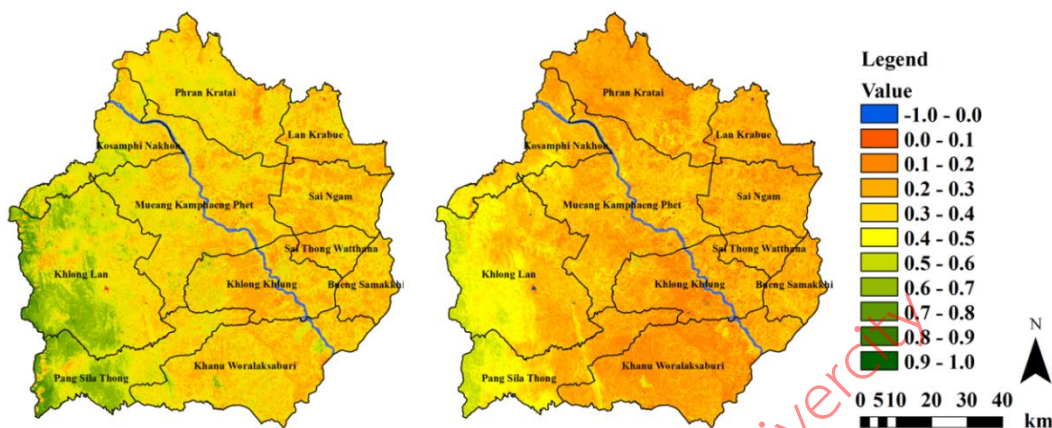 Phran Kratai
Lan Krabue
Kosamphi Nakhon
Sai Ngam
Mueang Kamphaeng Phet
Sai Thong Watthana
Khlong Lan
Khlong Khlung
Bueng Samakkhi
Khanu Woralaksaburi
Pang Sila Thong
Phran Kratai
Lan Krabue
Kosamphi Nakhon
Sai Ngam
Mueang Kamphaeng Phet
Sai Thong Watthana
Khlong Lan
Khlong Khlung
Bueng Samakkhi
Khanu Woralaksaburi
Pang Sila Thong
Legend
Value
-1.0 - 0.0
0.0 - 0.1
0.1 - 0.2
0.2 - 0.3
0.3 - 0.4
0.4 - 0.5
0.5 - 0.6
0.6 - 0.7
0.7 - 0.8
0.8 - 0.9
0.9 - 1.0
N
0 5 10 20 30 40
km
ivercity